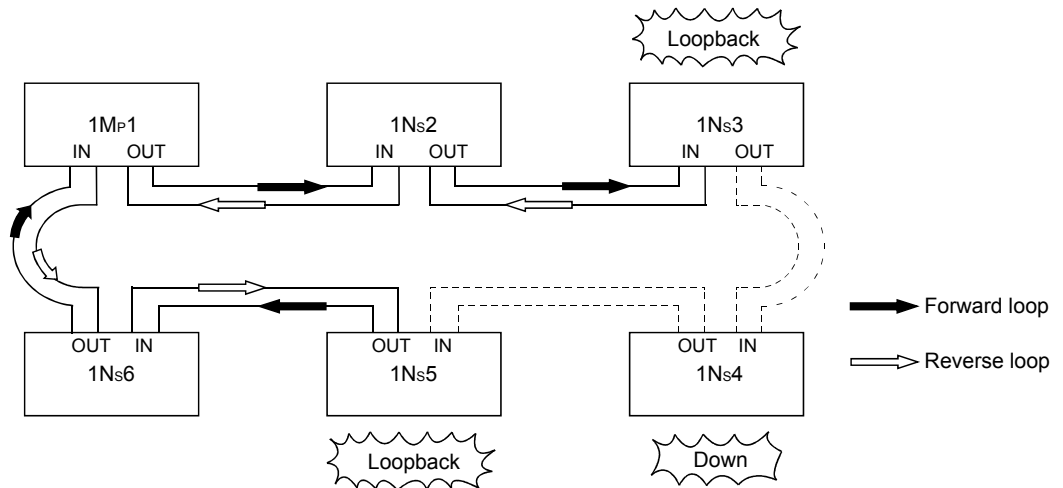 Loopback
1MP1
IN OUT
1NS2
IN OUT
1NS3
IN OUT
Forward loop
Reverse loop
OUT IN
1NS6
OUT IN
1NS5
OUT IN
1NS4
Loopback
Down